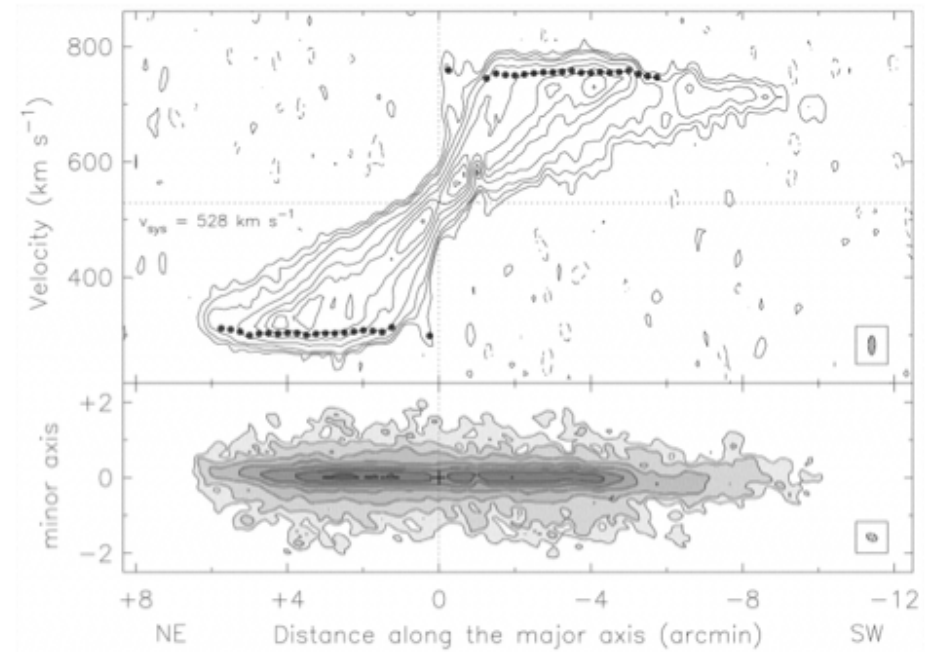 800
600
400
Velocity (km s⁻¹)
v_sys = 528 km s⁻¹
+2
0
−2
minor axis
+8
+4
0
−4
−8
−12
NE
Distance along the major axis (arcmin)
SW